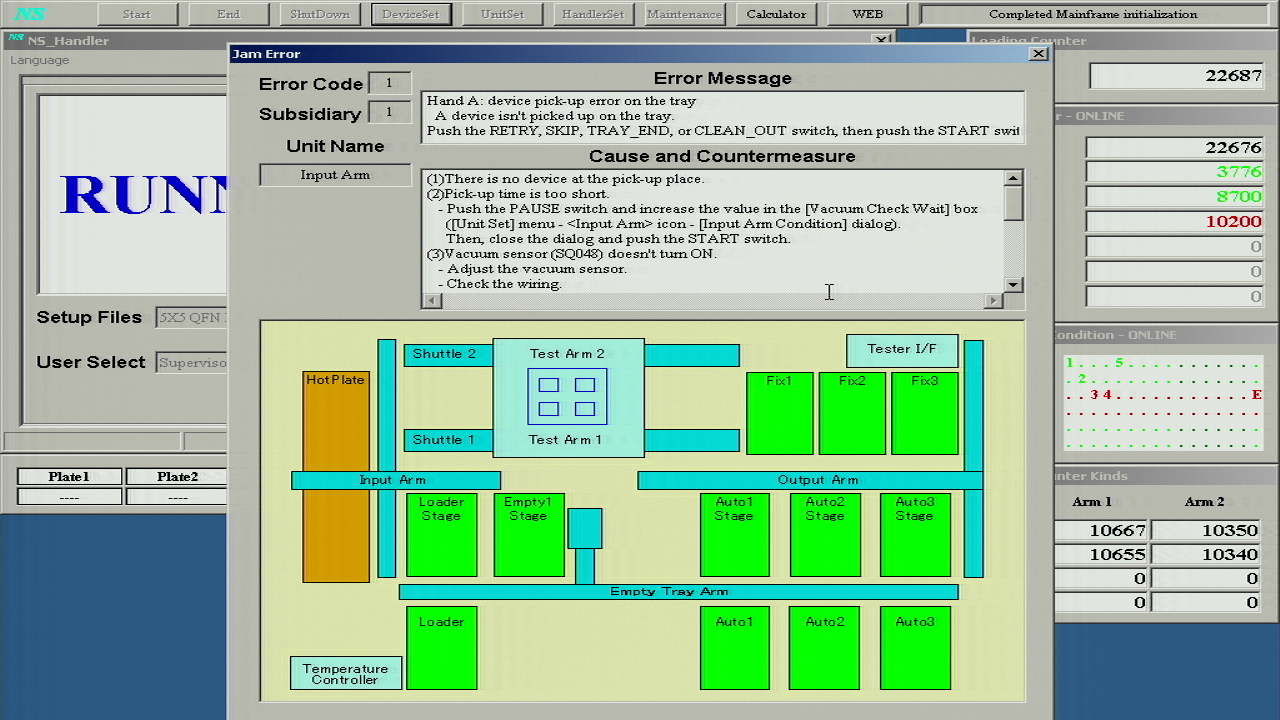 NS
Start
End
ShutDown
DeviceSet
UnitSet
HandlerSet
Maintenance
Calculator
WEB
Completed Mainframe initialization
NS NS_Handler
Language
RUNN
Setup Files
5X5 QFN
User Select
Superviso
Plate1
Plate2
----
----
Jam Error
Error Code
1
Subsidiary
1
Unit Name
Input Arm
Error Message
Hand A: device pick-up error on the tray
A device isn't picked up on the tray.
Push the RETRY, SKIP, TRAY_END, or CLEAN_OUT switch, then push the START swit
Cause and Countermeasure
(1)There is no device at the pick-up place.
(2)Pick-up time is too short.
- Push the PAUSE switch and increase the value in the [Vacuum Check Wait] box
([Unit Set] menu - <Input Arm> icon - [Input Arm Condition] dialog).
Then, close the dialog and push the START switch.
(3)Vacuum sensor (SQ048) doesn't turn ON.
- Adjust the vacuum sensor.
- Check the wiring.
HotPlate
Shuttle 2
Test Arm 2
Tester I/F
Fix1
Fix2
Fix3
Shuttle 1
Test Arm 1
Input Arm
Output Arm
Loader
Stage
Empty1
Stage
Auto1
Stage
Auto2
Stage
Auto3
Stage
Empty Tray Arm
Loader
Auto1
Auto2
Auto3
Temperature
Controller
Loading Counter
22687
r - ONLINE
22676
3776
8700
10200
0
0
0
ondition - ONLINE
1 . . . 5 . . . . . . . . . . .
. 2 . . . . . . . . . . . . . .
. . 3 4 . . . . . . . . . . . E
unter Kinds
Arm 1
Arm 2
10667
10350
10655
10340
0
0
0
0